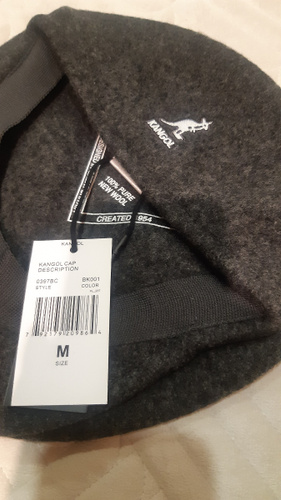 KANGOL
100% PURE
NEW WOOL
CREATED 1954
KANGOL
KANGOL CAP
DESCRIPTION
0397BC BK001
STYLE COLOR
M
SIZE